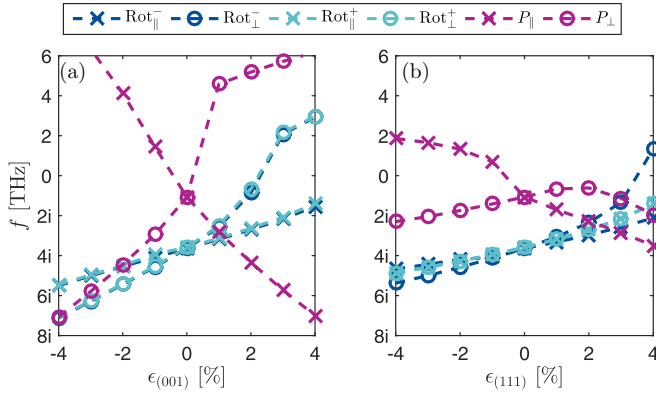 Rot∥⁻ Rot⊥⁻ Rot∥⁺ Rot⊥⁺ P∥ P⊥
(a) (b)
6 6
4 4
2 2
0 0
2i 2i
4i 4i
6i 6i
8i 8i
f [THz]
-4 -2 0 2 4 -4 -2 0 2 4
ϵ(001) [%] ϵ(111) [%]